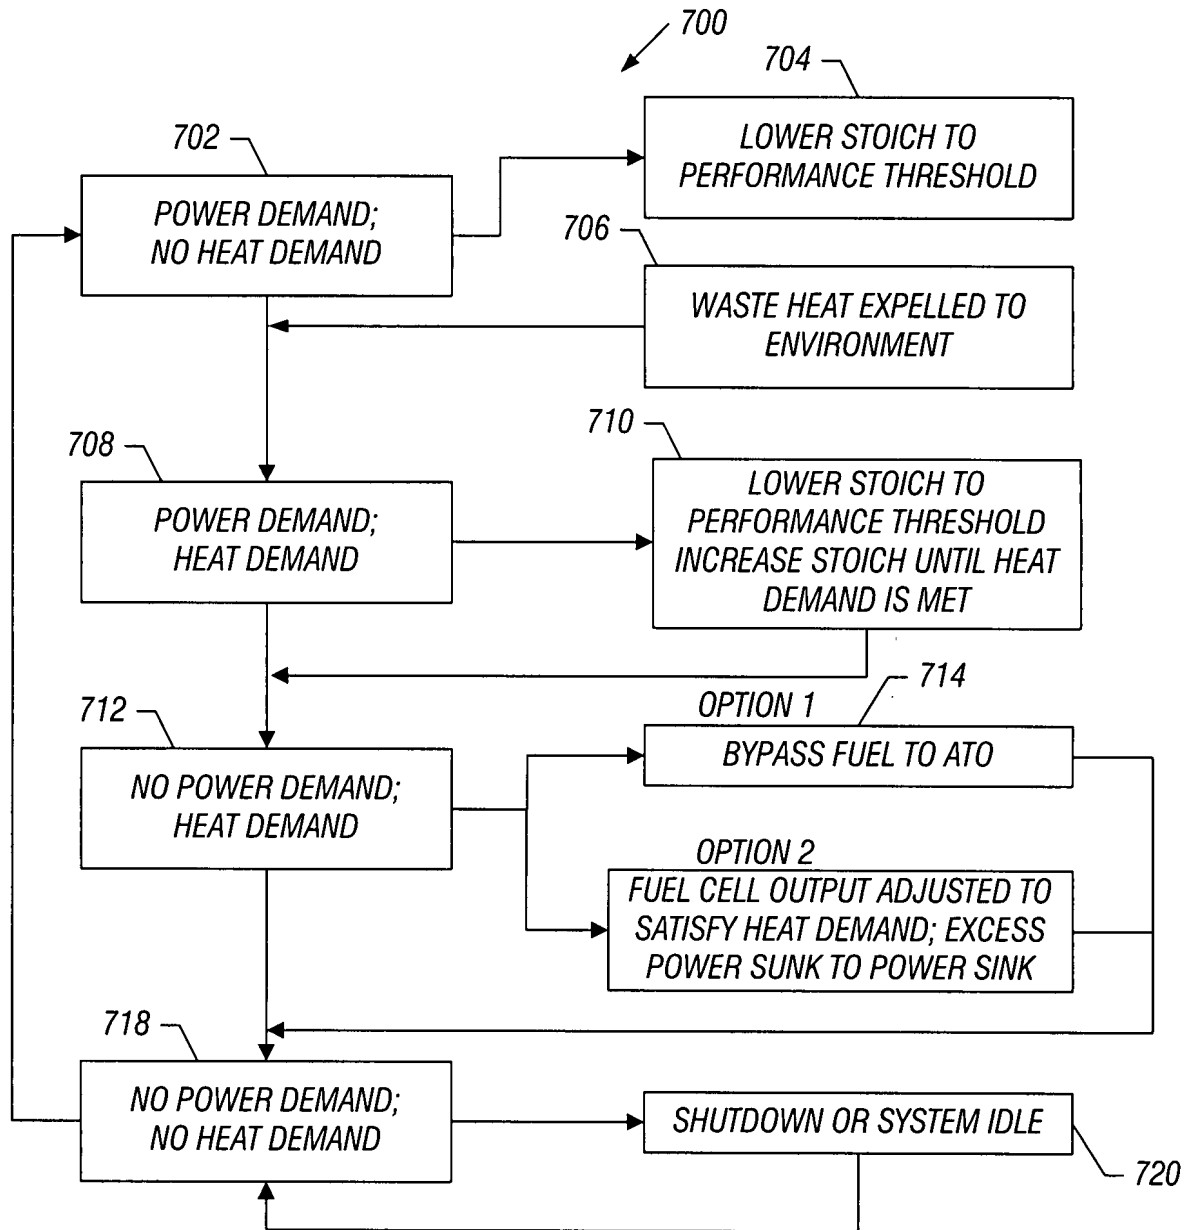 700
704
LOWER STOICH TO
PERFORMANCE THRESHOLD
702
POWER DEMAND;
NO HEAT DEMAND
706
WASTE HEAT EXPELLED TO
ENVIRONMENT
708
POWER DEMAND;
HEAT DEMAND
710
LOWER STOICH TO
PERFORMANCE THRESHOLD
INCREASE STOICH UNTIL HEAT
DEMAND IS MET
712
NO POWER DEMAND;
HEAT DEMAND
714
OPTION 1
BYPASS FUEL TO ATO
OPTION 2
FUEL CELL OUTPUT ADJUSTED TO
SATISFY HEAT DEMAND; EXCESS
POWER SUNK TO POWER SINK
718
NO POWER DEMAND;
NO HEAT DEMAND
SHUTDOWN OR SYSTEM IDLE
720